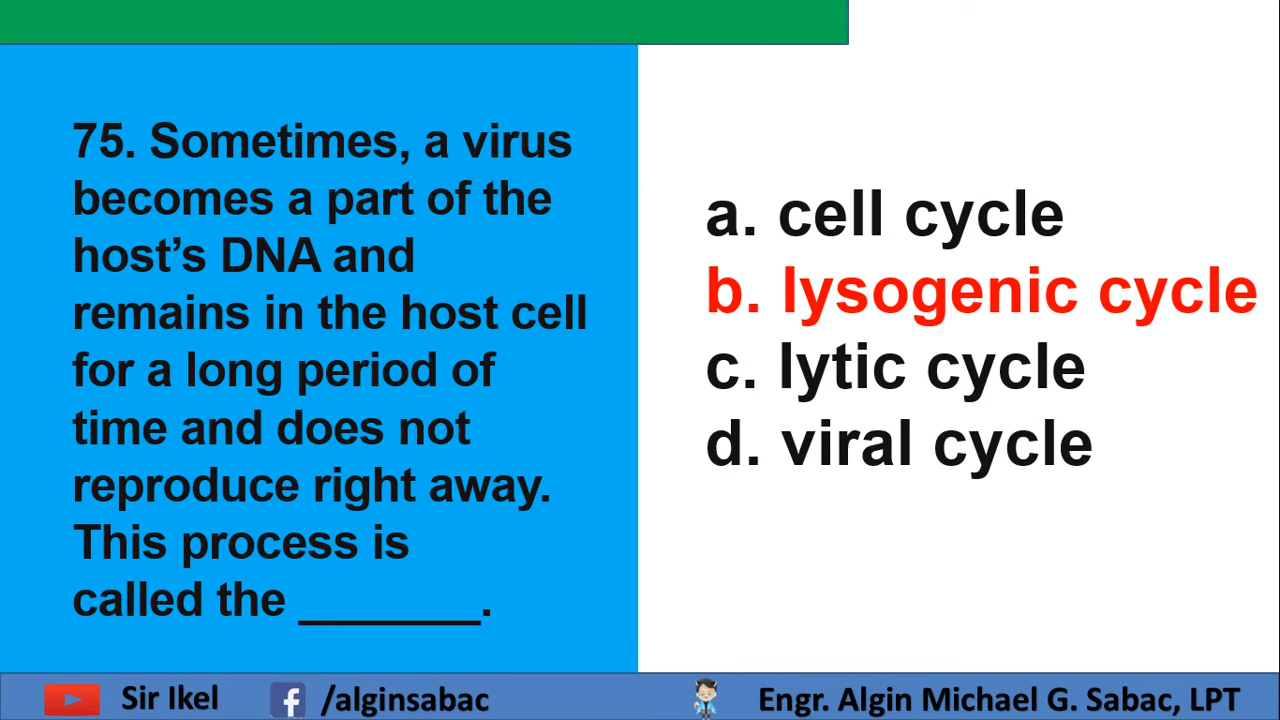 75. Sometimes, a virus
becomes a part of the
host’s DNA and
remains in the host cell
for a long period of
time and does not
reproduce right away.
This process is
called the _______.
a. cell cycle
b. lysogenic cycle
c. lytic cycle
d. viral cycle
Sir Ikel
/alginsabac
Engr. Algin Michael G. Sabac, LPT